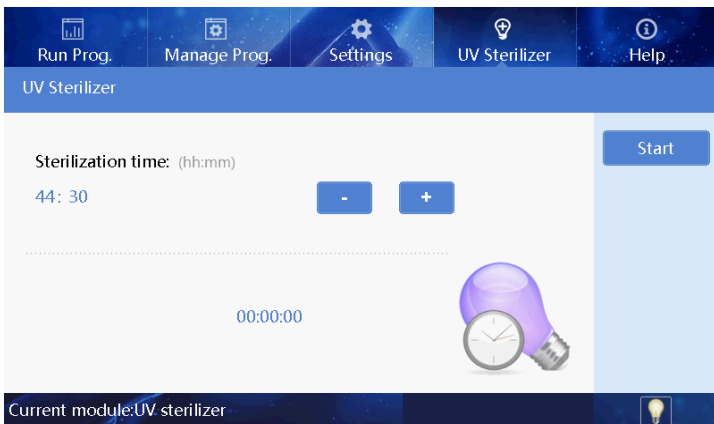 Run Prog. Manage Prog. Settings UV Sterilizer Help
UV Sterilizer
Sterilization time: (hh:mm)
Start
44: 30
- +
00:00:00
Current module:UV sterilizer